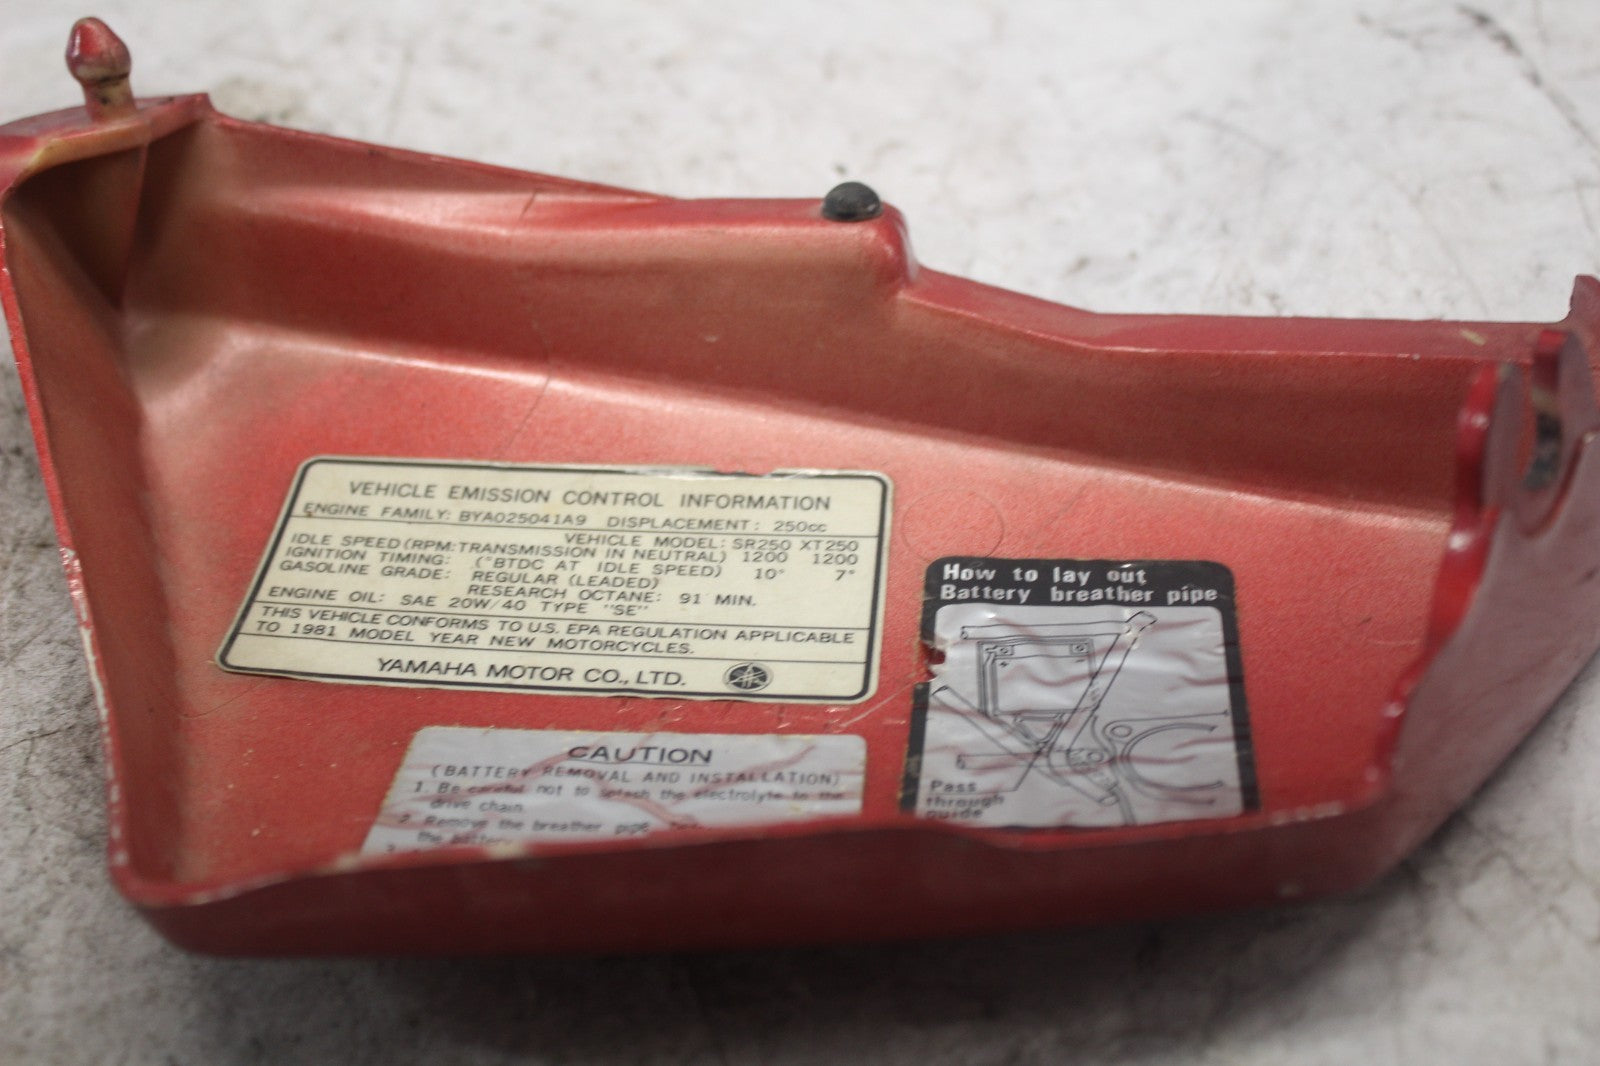 VEHICLE EMISSION CONTROL INFORMATION
ENGINE FAMILY: BYA025041A9 DISPLACEMENT: 250cc
VEHICLE MODEL: SR250 XT250
IDLE SPEED (RPM:TRANSMISSION IN NEUTRAL) 1200 1200
IGNITION TIMING: (°BTDC AT IDLE SPEED) 10° 7°
GASOLINE GRADE: REGULAR (LEADED)
RESEARCH OCTANE: 91 MIN.
ENGINE OIL: SAE 20W/40 TYPE "SE"
THIS VEHICLE CONFORMS TO U.S. EPA REGULATION APPLICABLE
TO 1981 MODEL YEAR NEW MOTORCYCLES.
YAMAHA MOTOR CO., LTD.
CAUTION
(BATTERY REMOVAL AND INSTALLATION)
1. Be careful not to splash the electrolyte to the
drive chain.
2. Remove the breather pipe
the battery
3.
How to lay out
Battery breather pipe
Pass
through
guide